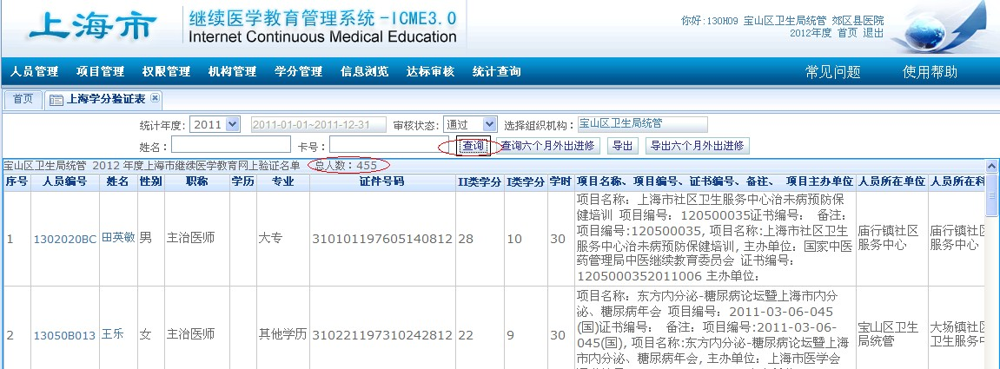 上海市
继续医学教育管理系统-ICME3.0
Internet Continuous Medical Education
你好:130H09 宝山区卫生局统管 郊区县医院
2012年度 首页 退出
人员管理 项目管理 权限管理 机构管理 学分管理 信息浏览 达标审核 统计查询 常见问题 使用帮助
首页 上海学分验证表
统计年度: 2011 2011-01-01~2011-12-31 审核状态: 通过 选择组织机构: 宝山区卫生局统管
姓名: 卡号: 查询 查询六个月外出进修 导出 导出六个月外出进修
宝山区卫生局统管 2012 年度上海市继续医学教育网上验证名单 总人数：455
序号 人员编号 姓名 性别 职称 学历 专业 证件号码 II类学分 I类学分 学时 项目名称、项目编号、证书编号、备注、 项目主办单位 人员所在单位 人员所在科
1 1302020BC 田英敏 男 主治医师 大专 310101197605140812 28 10 30
项目名称：上海市社区卫生服务中心治未病预防保
健培训 项目编号：120500035证书编号： 备注：
项目编号:120500035, 项目名称:上海市社区卫生
服务中心治未病预防保健培训, 主办单位：国家中医
药管理局中医继续教育委员会 证书编号：
1205000352011006 主办单位：
庙行镇社区
服务中心
庙行镇社区
服务中心
2 13050B013 王乐 女 主治医师 其他学历 310221197310242812 22 9 30
项目名称：东方内分泌-糖尿病论坛暨上海市内分
泌、糖尿病年会 项目编号：2011-03-06-045
(国)证书编号： 备注：项目编号:2011-03-06-
045(国), 项目名称:东方内分泌-糖尿病论坛暨上海
市内分泌、糖尿病年会, 主办单位：上海市医学会
宝山区卫生
局统管
大场镇社区
卫生服务中